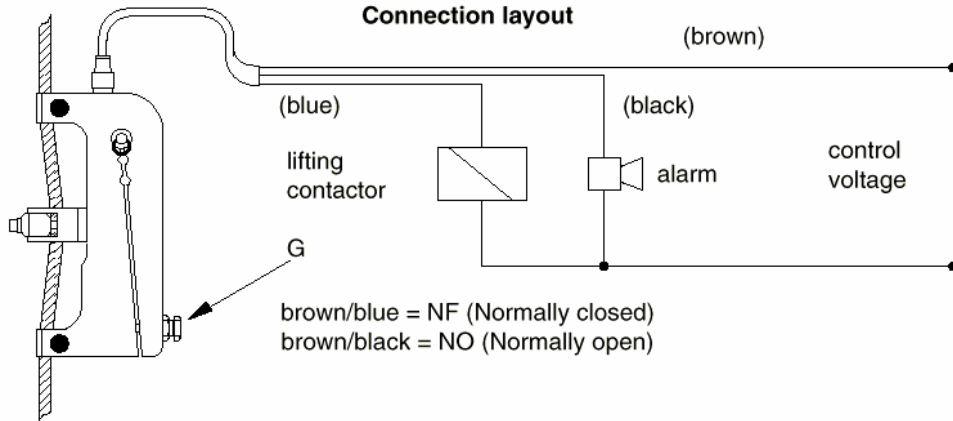 Connection layout
(brown)
(blue)
(black)
lifting
contactor
alarm
control
voltage
G
brown/blue = NF (Normally closed)
brown/black = NO (Normally open)